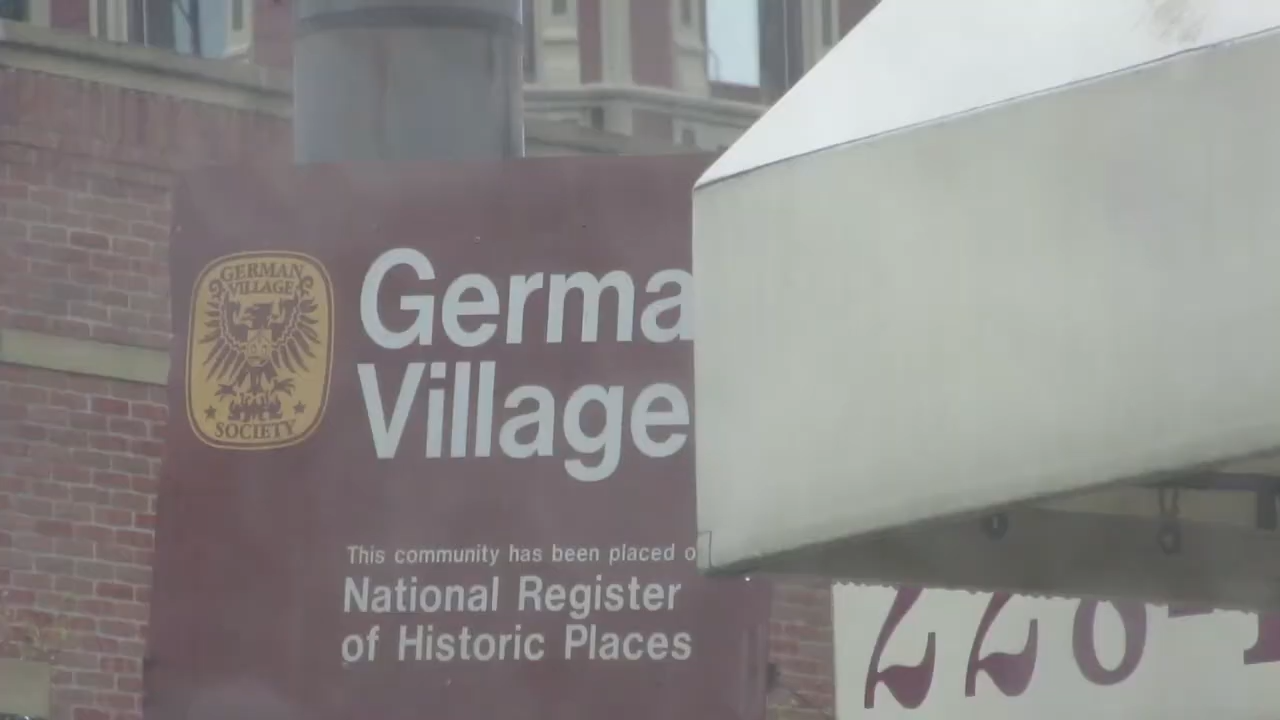 GERMAN
VILLAGE
SOCIETY
Germa
Village
This community has been placed o
National Register
of Historic Places